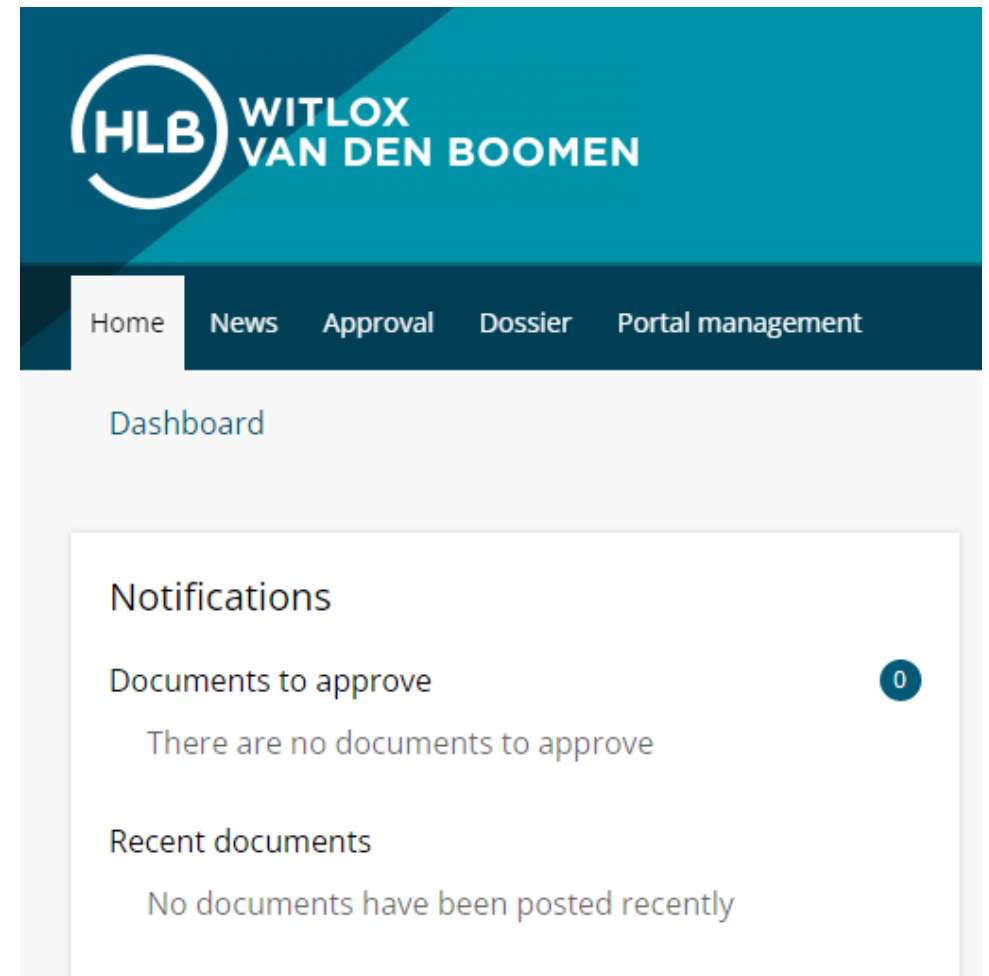 HLB WITLOX
VAN DEN BOOMEN
Home News Approval Dossier Portal management
Dashboard
Notifications
Documents to approve 0
There are no documents to approve
Recent documents
No documents have been posted recently